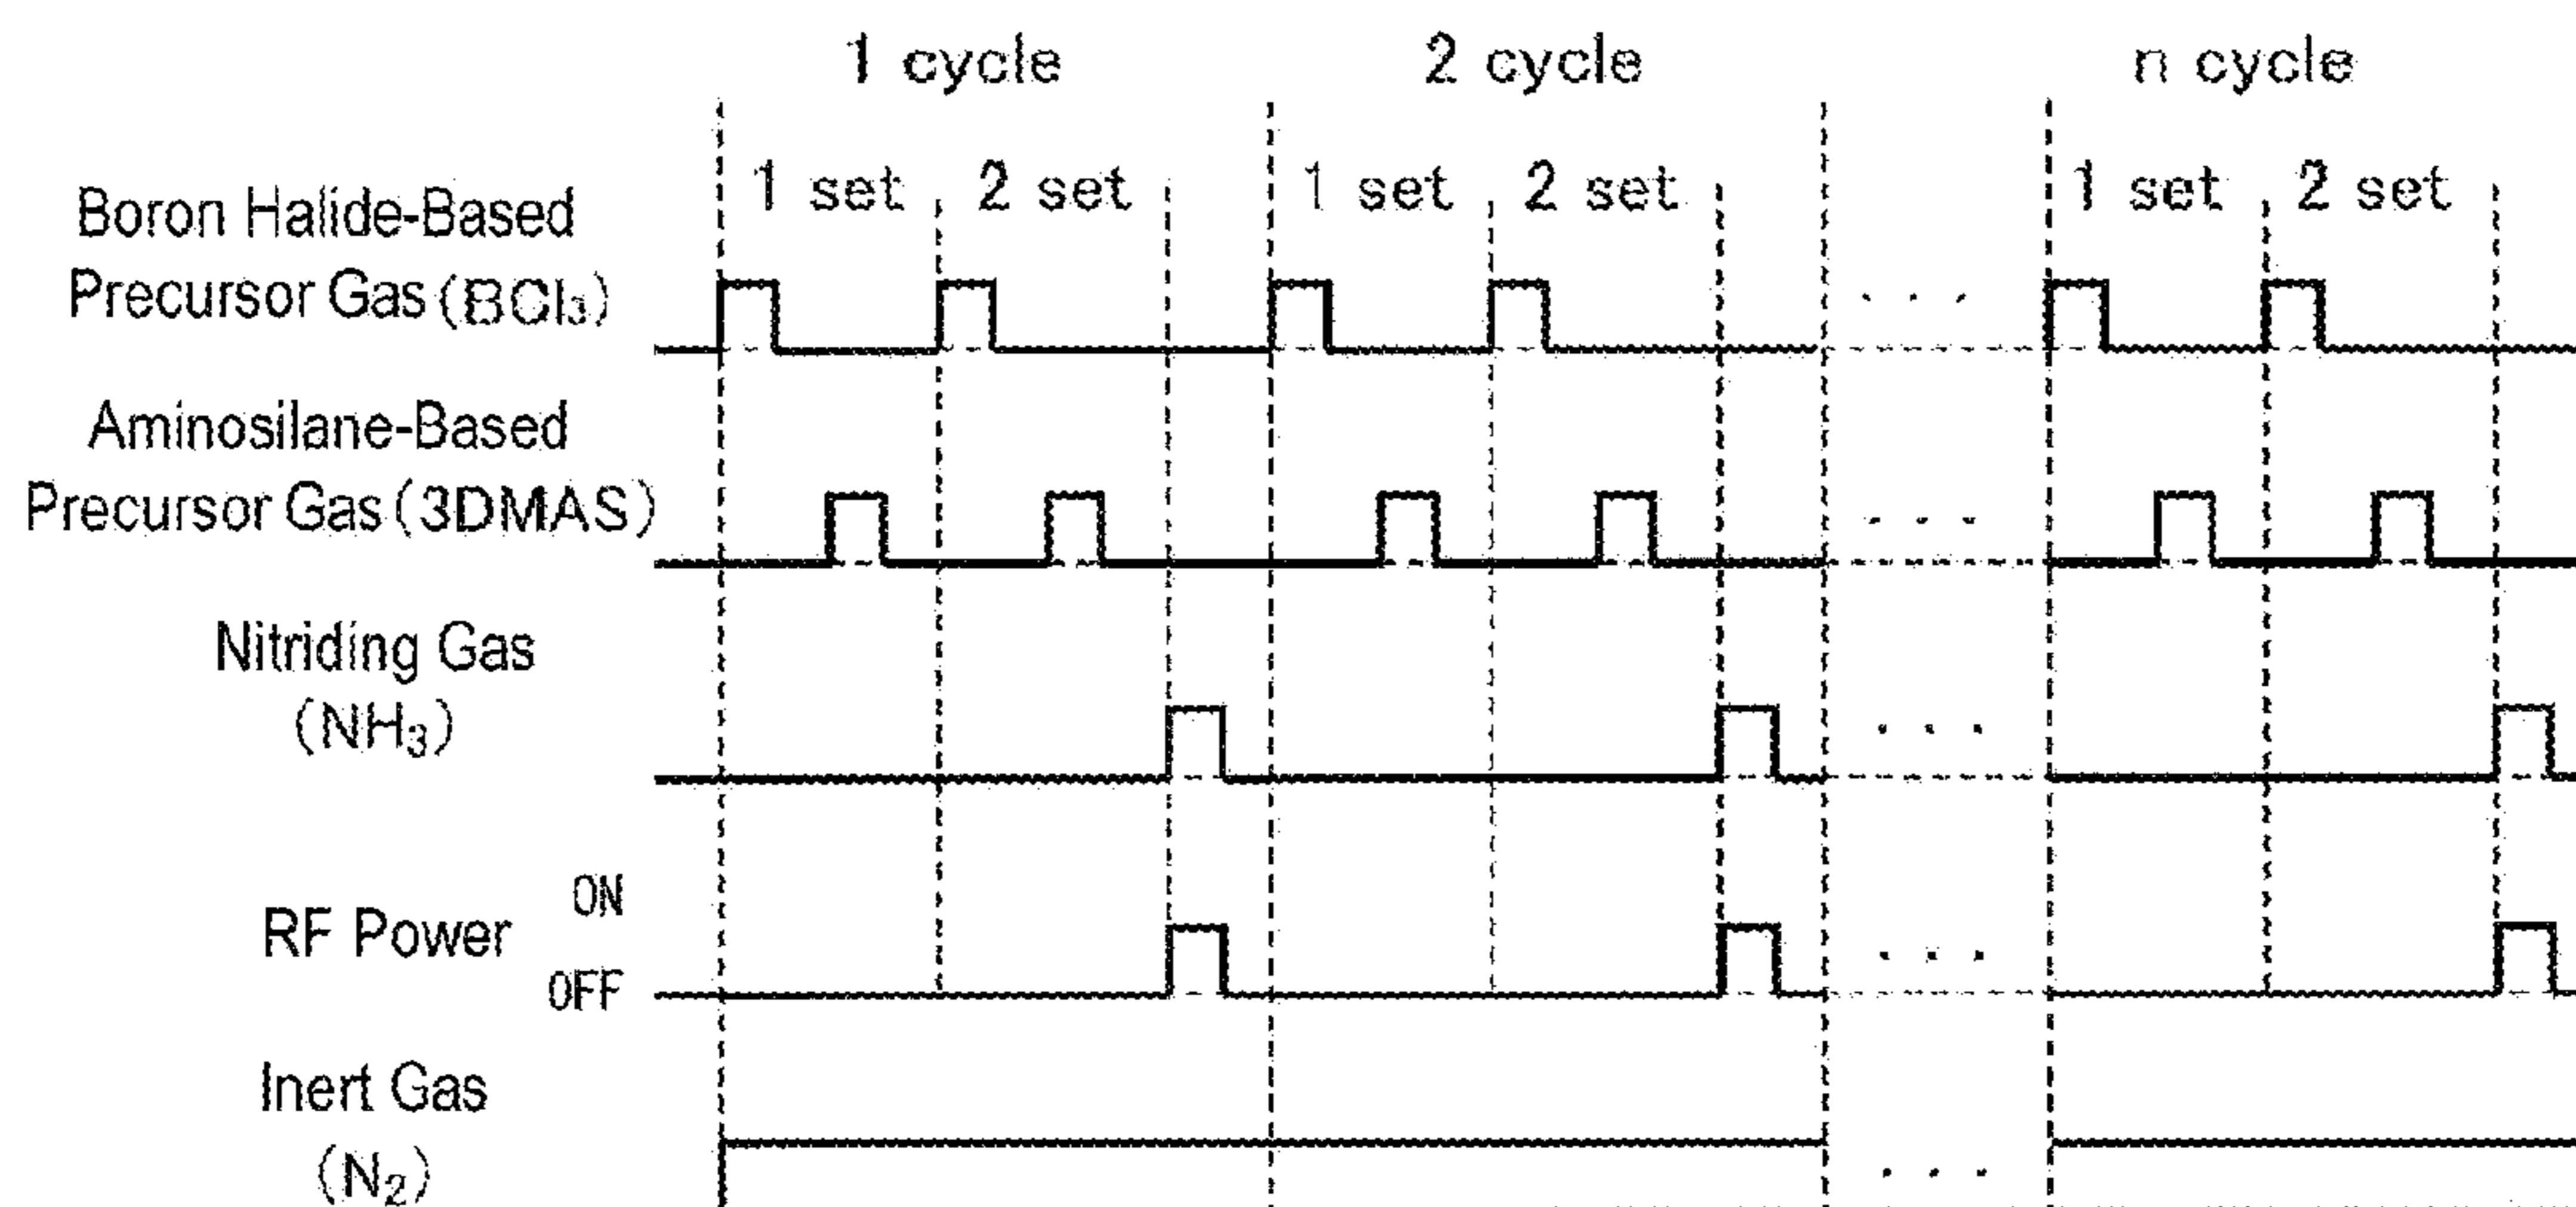 1 cycle 2 cycle n cycle
1 set 2 set 1 set 2 set 1 set 2 set
Boron Halide-Based
Precursor Gas (BCl₃)
Aminosilane-Based
Precursor Gas (3DMAS)
Nitriding Gas
(NH₃)
ON
RF Power
OFF
Inert Gas
(N₂)